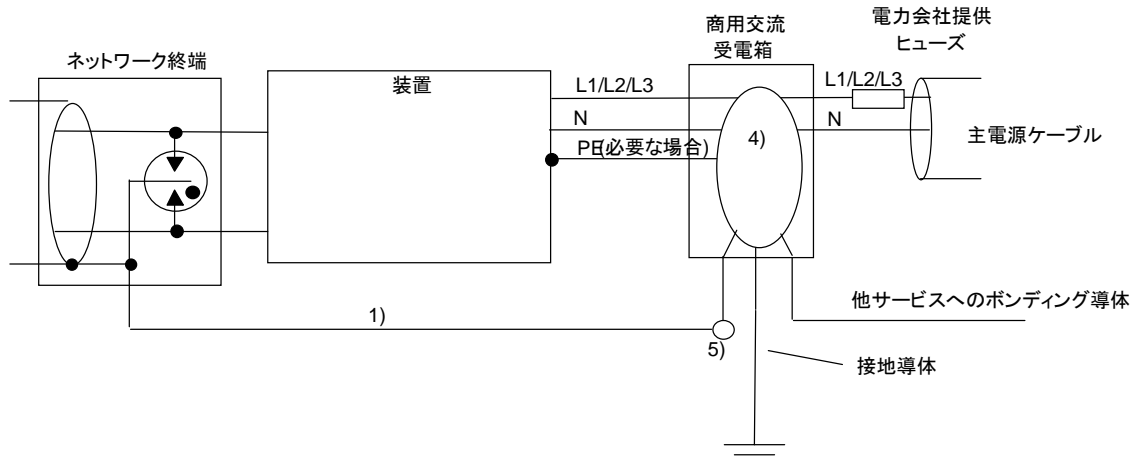 電力会社提供
ヒューズ
商用交流
受電箱
ネットワーク終端
装置
L1/L2/L3
L1/L2/L3
N
N
PE(必要な場合)
4)
主電源ケーブル
他サービスへのボンディング導体
1)
5)
接地導体